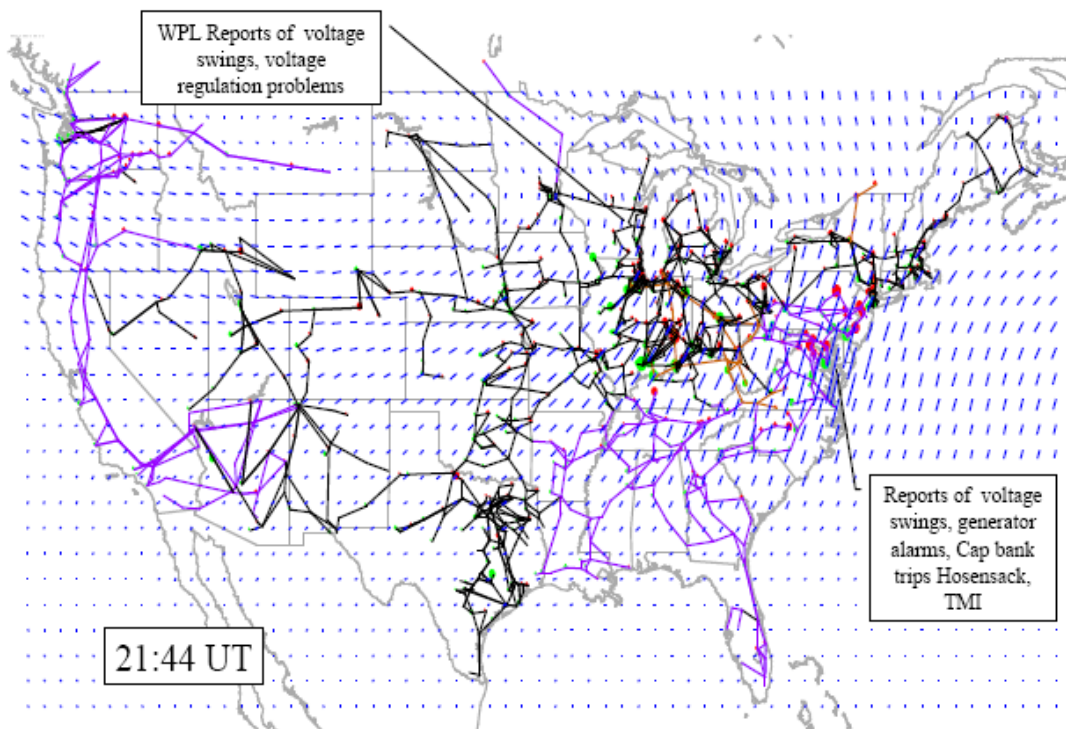 WPL Reports of voltage
swings, voltage
regulation problems
Reports of voltage
swings, generator
alarms, Cap bank
trips Hosensack,
TMI
21:44 UT